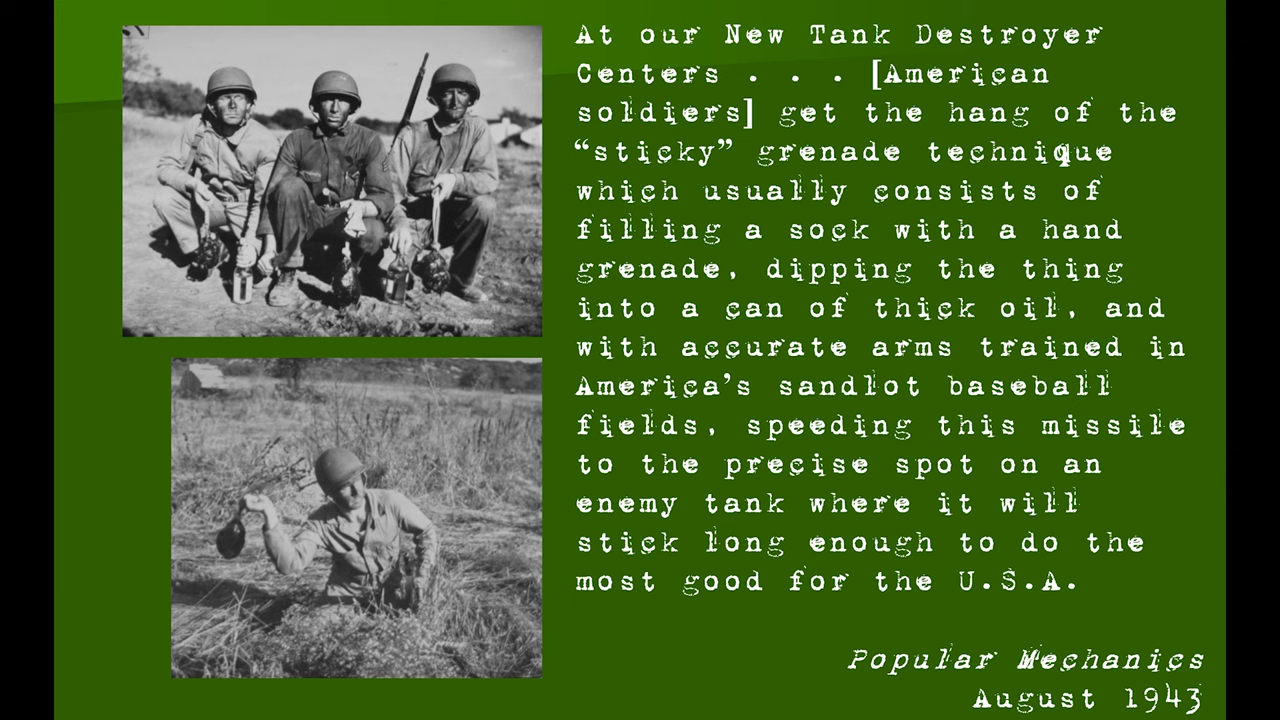 At our New Tank Destroyer
Centers . . . [American
soldiers] get the hang of the
“sticky” grenade technique
which usually consists of
filling a sock with a hand
grenade, dipping the thing
into a can of thick oil, and
with accurate arms trained in
America’s sandlot baseball
fields, speeding this missile
to the precise spot on an
enemy tank where it will
stick long enough to do the
most good for the U.S.A.
Popular Mechanics
August 1943